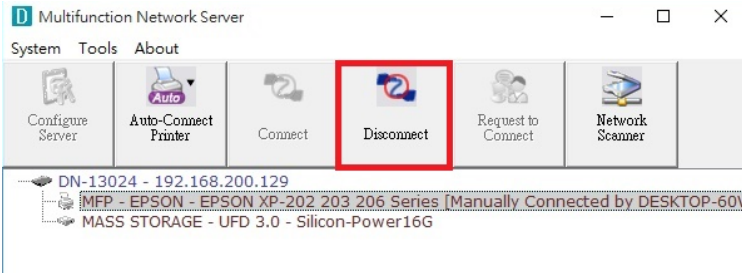 D Multifunction Network Server
System Tools About
Configure Server
Auto
Auto-Connect Printer
Connect
Disconnect
Request to Connect
Network Scanner
DN-13024 - 192.168.200.129
MFP - EPSON - EPSON XP-202 203 206 Series [Manually Connected by DESKTOP-60
MASS STORAGE - UFD 3.0 - Silicon-Power16G